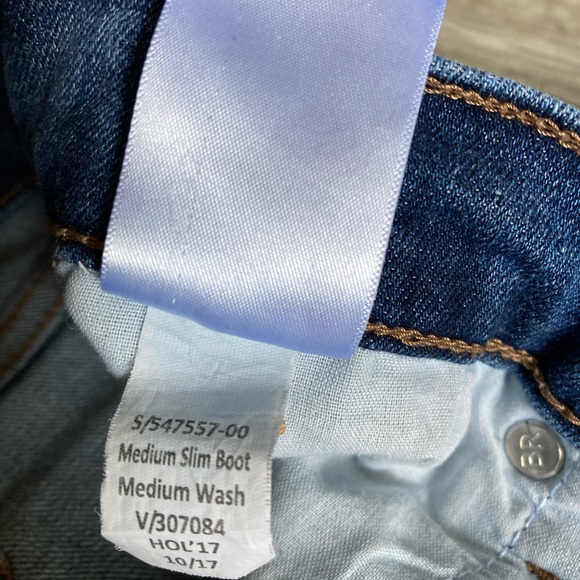 S/547557-00
Medium Slim Boot
Medium Wash
V/307084
HOL'17
10/17
BR